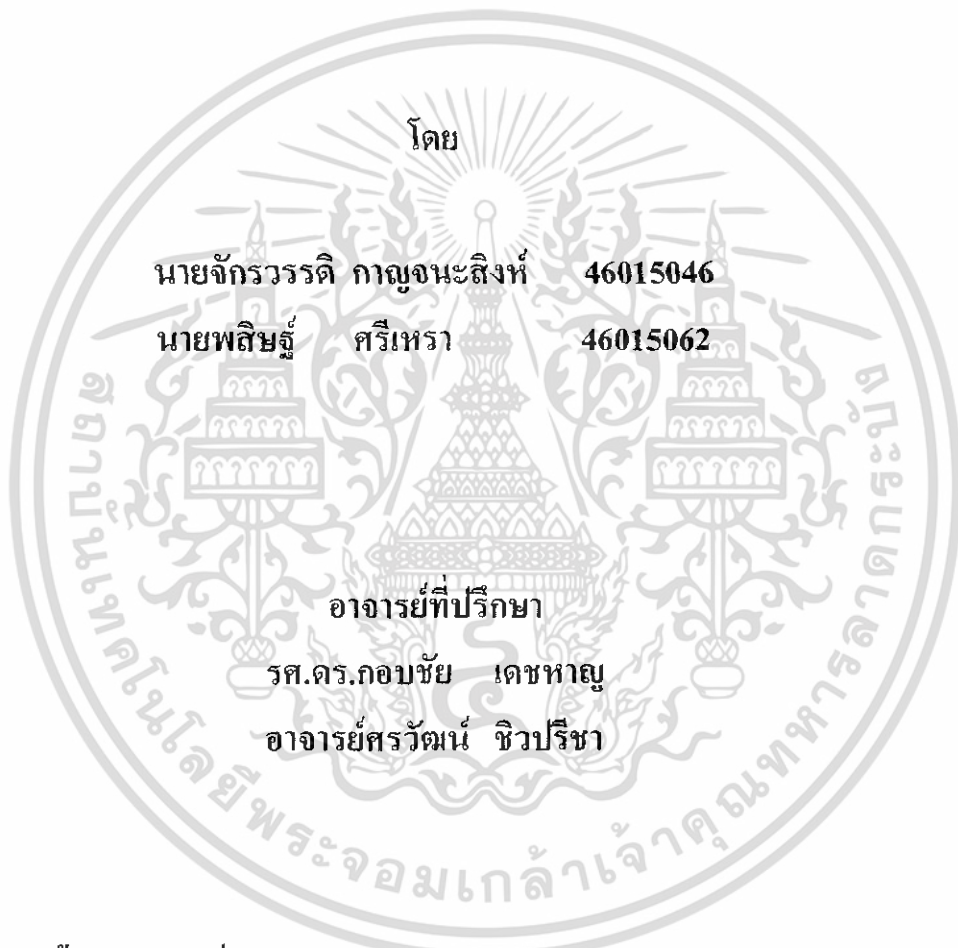 โดย
นายจักรวรรดิ กาญจนะสิงห์ 46015046
นายพสิษฐ์ ศรีเหรา 46015062
อาจารย์ที่ปรึกษา
รศ.ดร.กอบชัย เดชหาญ
อาจารย์ศรวัฒน์ ชิวปรีชา
สถาบันเทคโนโลยีพระจอมเกล้าเจ้าคุณทหารลาดกระบัง